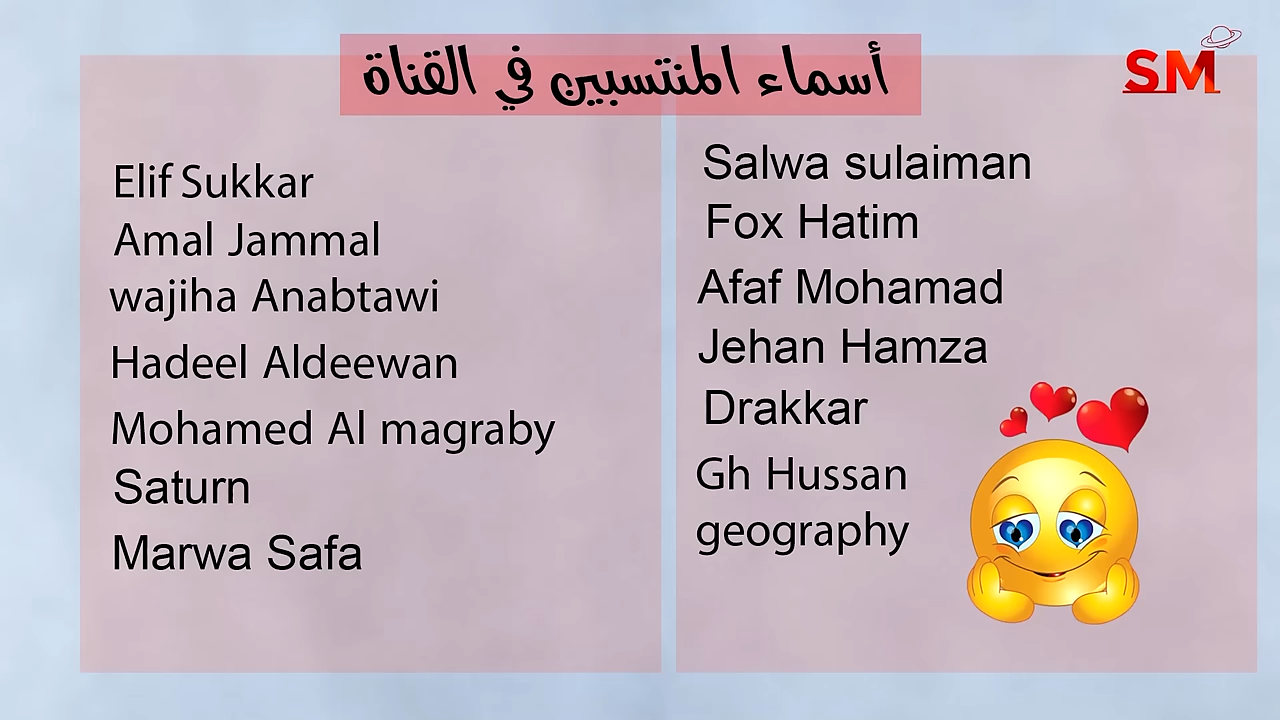 أسماء المنتسبين في القناة
SM
Elif Sukkar
Amal Jammal
wajiha Anabtawi
Hadeel Aldeewan
Mohamed Al magraby
Saturn
Marwa Safa
Salwa sulaiman
Fox Hatim
Afaf Mohamad
Jehan Hamza
Drakkar
Gh Hussan
geography